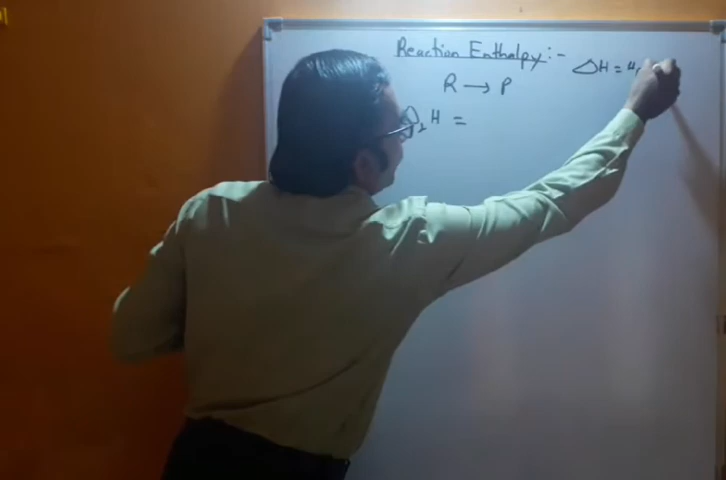 Reaction Enthalpy:-
ΔH = H
R → P
H =